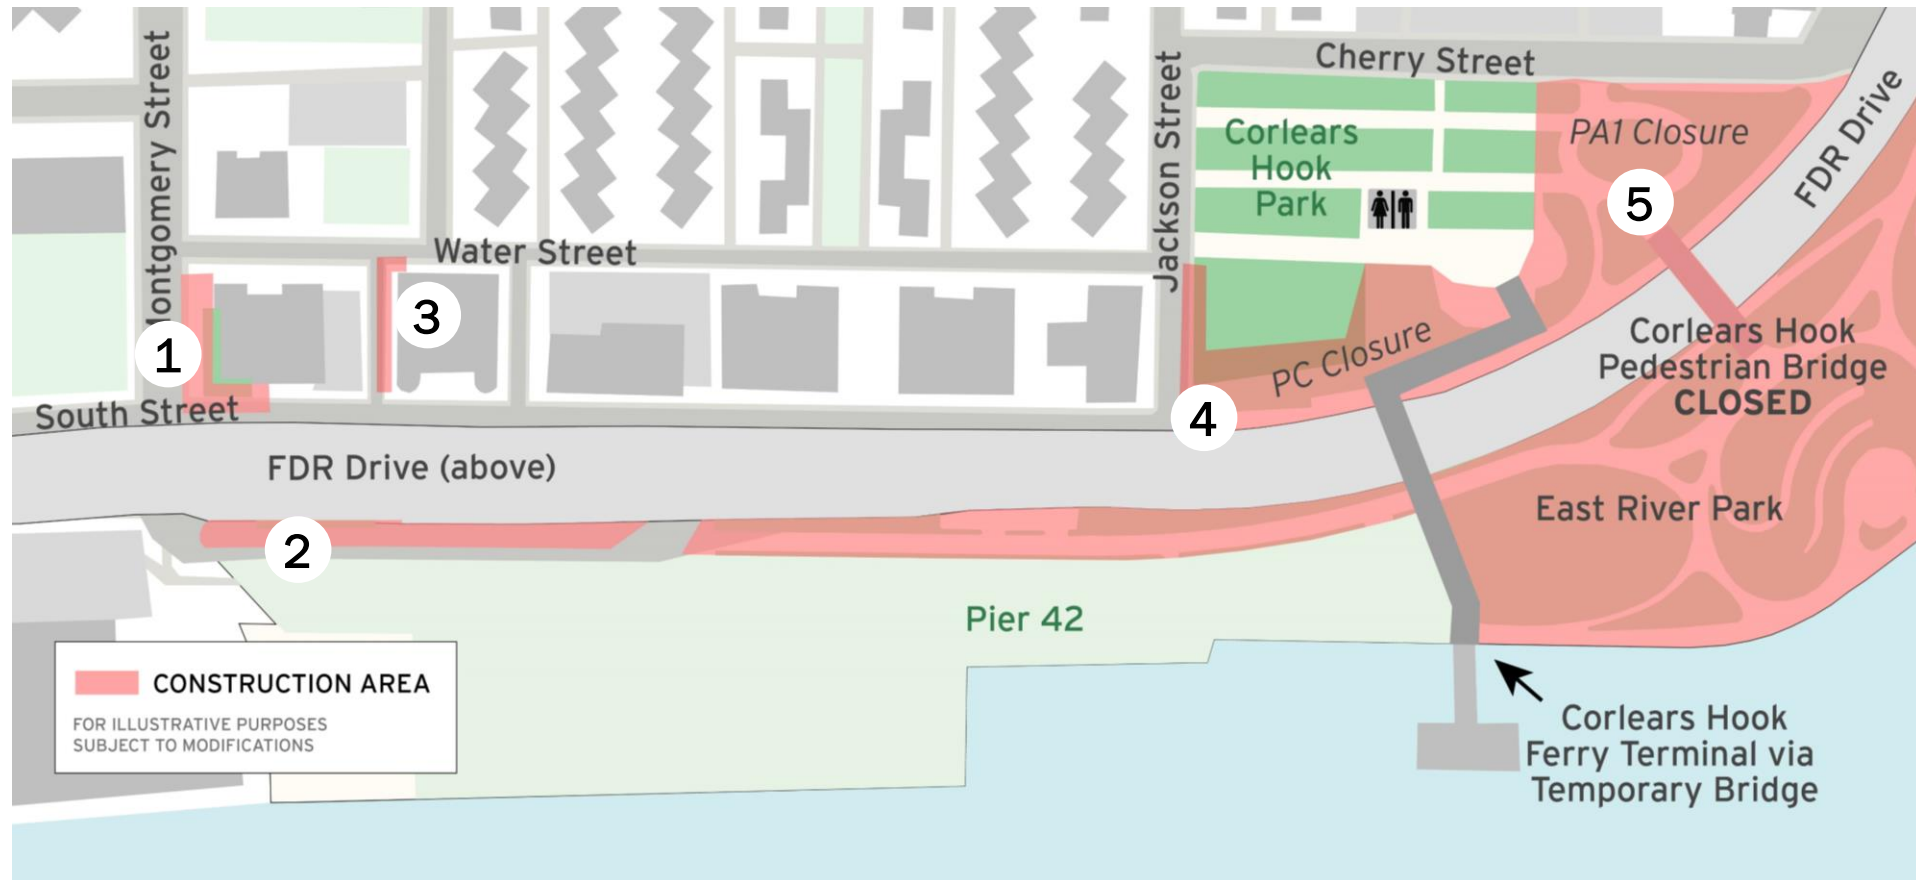 Montgomery Street
Cherry Street
FDR Drive
Jackson Street
Corlears
Hook
Park
PA1 Closure
5
Water Street
3
1
South Street
PC Closure
4
Corlears Hook
Pedestrian Bridge
CLOSED
FDR Drive (above)
2
East River Park
Pier 42
CONSTRUCTION AREA
FOR ILLUSTRATIVE PURPOSES
SUBJECT TO MODIFICATIONS
Corlears Hook
Ferry Terminal via
Temporary Bridge